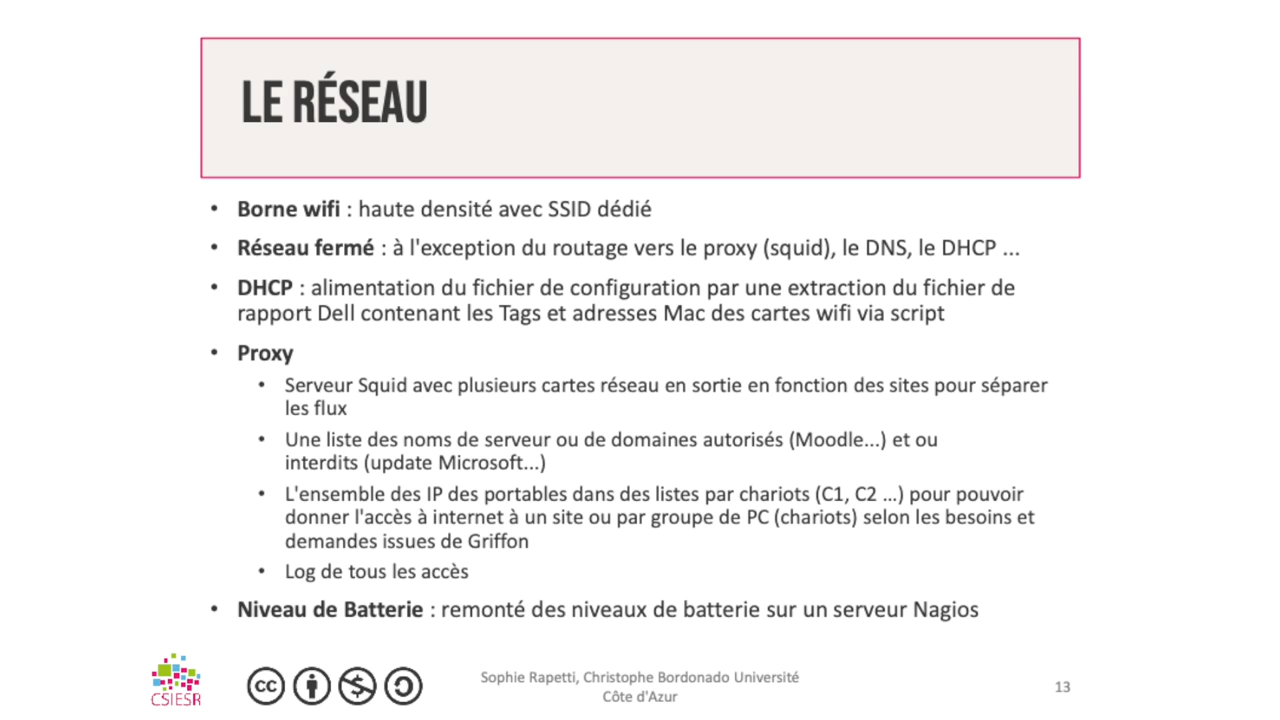 LE RÉSEAU
• Borne wifi : haute densité avec SSID dédié
• Réseau fermé : à l'exception du routage vers le proxy (squid), le DNS, le DHCP ...
• DHCP : alimentation du fichier de configuration par une extraction du fichier de
rapport Dell contenant les Tags et adresses Mac des cartes wifi via script
• Proxy
• Serveur Squid avec plusieurs cartes réseau en sortie en fonction des sites pour séparer
les flux
• Une liste des noms de serveur ou de domaines autorisés (Moodle...) et ou
interdits (update Microsoft...)
• L'ensemble des IP des portables dans des listes par chariots (C1, C2 ...) pour pouvoir
donner l'accès à internet à un site ou par groupe de PC (chariots) selon les besoins et
demandes issues de Griffon
• Log de tous les accès
• Niveau de Batterie : remonté des niveaux de batterie sur un serveur Nagios
CSIESR
cc
Sophie Rapetti, Christophe Bordonado Université
Côte d'Azur
13